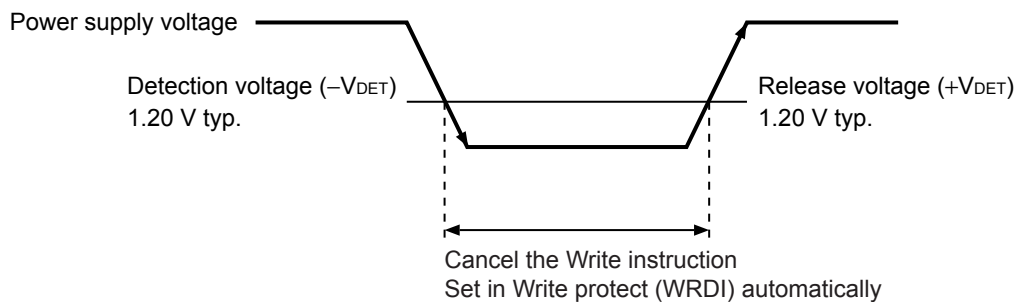 Power supply voltage
Detection voltage (−VDET)
1.20 V typ.
Release voltage (+VDET)
1.20 V typ.
Cancel the Write instruction
Set in Write protect (WRDI) automatically